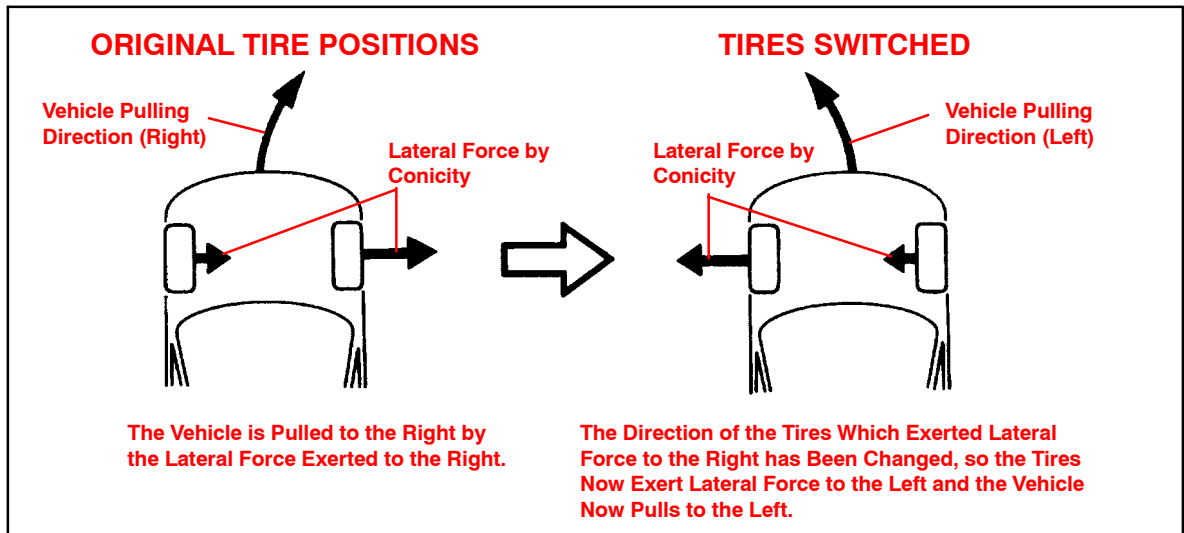 ORIGINAL TIRE POSITIONS
Vehicle Pulling
Direction (Right)
Lateral Force by
Conicity
The Vehicle is Pulled to the Right by
the Lateral Force Exerted to the Right.
TIRES SWITCHED
Vehicle Pulling
Direction (Left)
Lateral Force by
Conicity
The Direction of the Tires Which Exerted Lateral
Force to the Right has Been Changed, so the Tires
Now Exert Lateral Force to the Left and the Vehicle
Now Pulls to the Left.